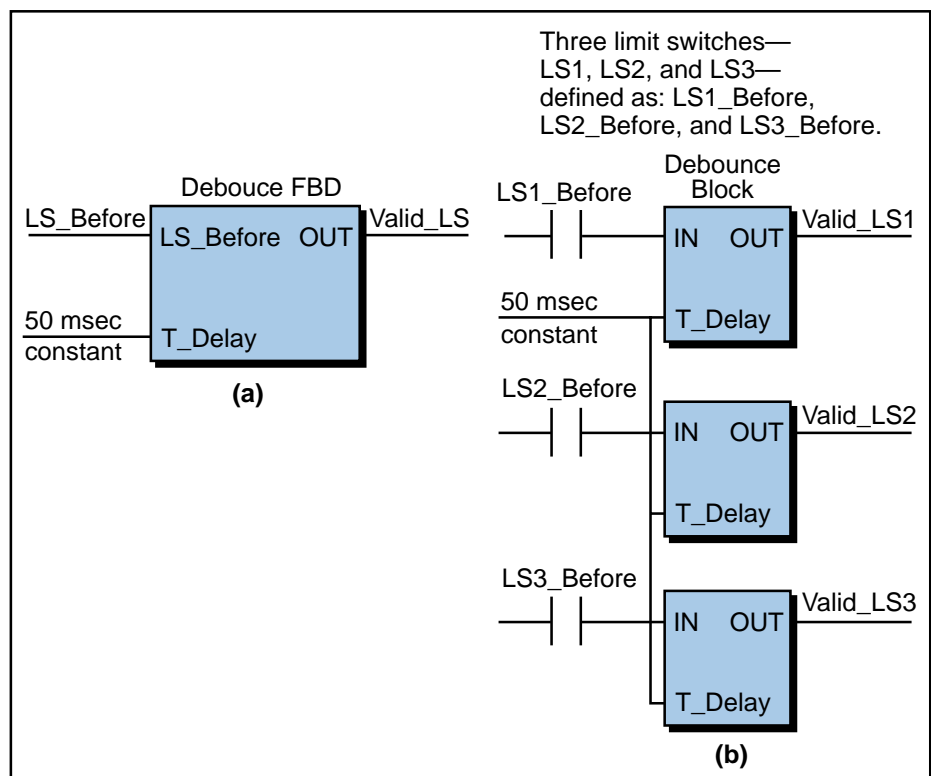 Three limit switches—
LS1, LS2, and LS3—
defined as: LS1_Before,
LS2_Before, and LS3_Before.
Debouce FBD
LS_Before
LS_Before OUT
Valid_LS
50 msec
constant
T_Delay
(a)
Debounce
Block
LS1_Before
IN OUT
Valid_LS1
50 msec
constant
T_Delay
LS2_Before
IN OUT
Valid_LS2
T_Delay
LS3_Before
IN OUT
Valid_LS3
T_Delay
(b)